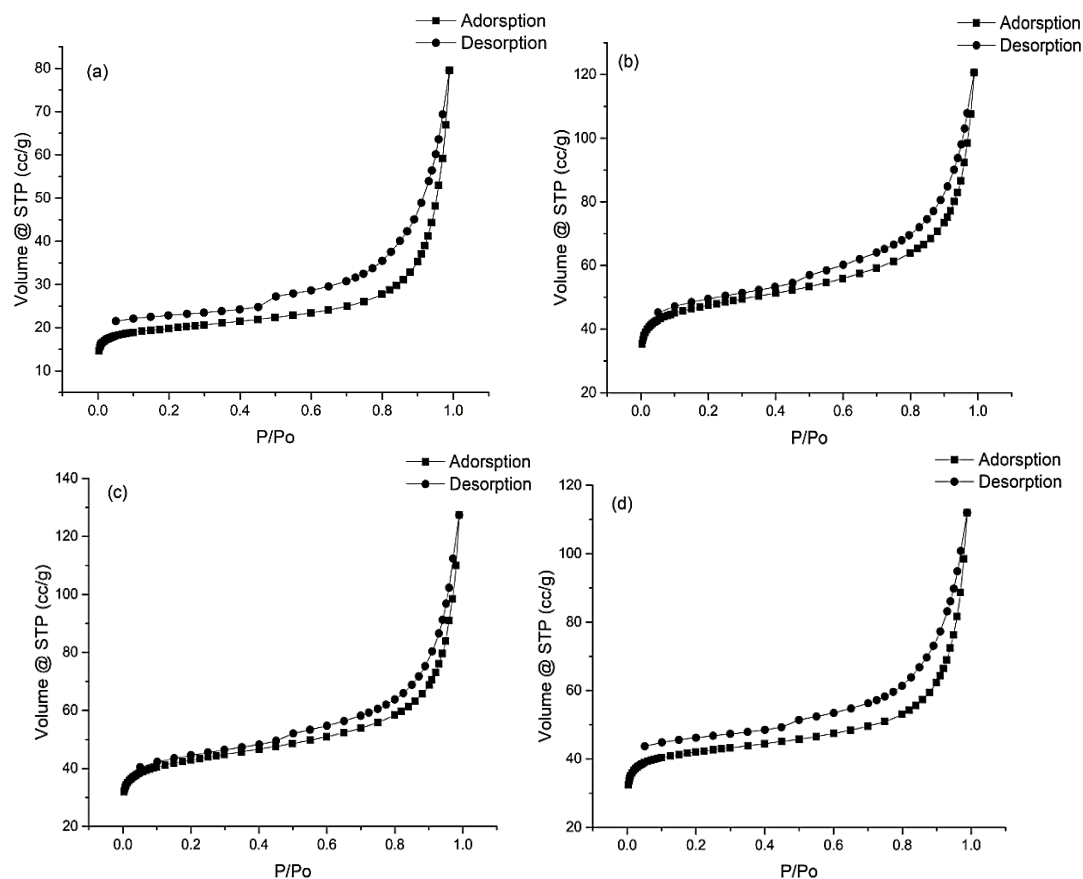 Adorsption
Desorption
(a)
80
70
60
50
40
30
20
10
Volume @ STP (cc/g)
0.0 0.2 0.4 0.6 0.8 1.0
P/Po
Adorsption
Desorption
(b)
120
100
80
60
40
20
Volume @ STP (cc/g)
0.0 0.2 0.4 0.6 0.8 1.0
P/Po
Adorsption
Desorption
(c)
140
120
100
80
60
40
20
Volume @ STP (cc/g)
0.0 0.2 0.4 0.6 0.8 1.0
P/Po
Adorsption
Desorption
(d)
120
100
80
60
40
20
Volume @ STP (cc/g)
0.0 0.2 0.4 0.6 0.8 1.0
P/Po